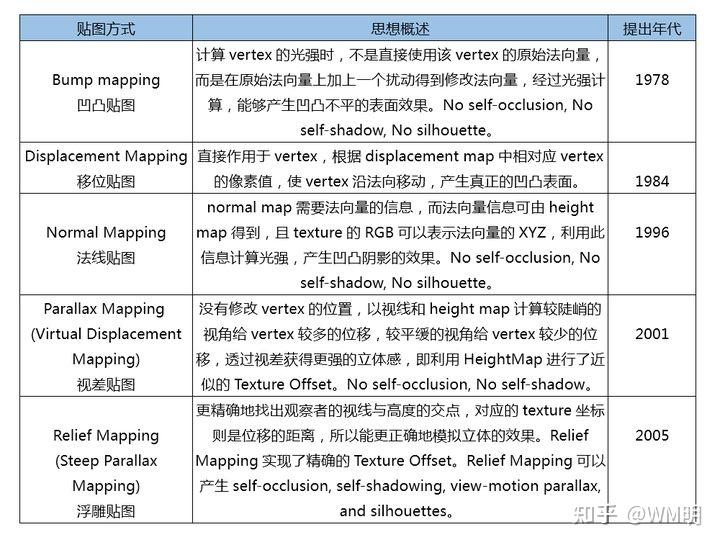 贴图方式 思想概述 提出年代
Bump mapping
凹凸贴图
计算 vertex 的光强时，不是直接使用该 vertex 的原始法向量，
而是在原始法向量上加上一个扰动得到修改法向量，经过光强计
算，能够产生凹凸不平的表面效果。No self-occlusion, No
self-shadow, No silhouette。
1978
Displacement Mapping
移位贴图
直接作用于 vertex，根据 displacement map 中相对应 vertex
的像素值，使 vertex 沿法向移动，产生真正的凹凸表面。
1984
Normal Mapping
法线贴图
normal map 需要法向量的信息，而法向量信息可由 height
map 得到，且 texture 的 RGB 可以表示法向量的 XYZ，利用此
信息计算光强，产生凹凸阴影的效果。No self-occlusion, No
self-shadow, No silhouette。
1996
Parallax Mapping
(Virtual Displacement
Mapping)
视差贴图
没有修改 vertex 的位置，以视线和 height map 计算较陡峭的
视角给 vertex 较多的位移，较平缓的视角给 vertex 较少的位
移，透过视差获得更强的立体感，即利用 HeightMap 进行了近
似的 Texture Offset。No self-occlusion, No self-shadow。
2001
Relief Mapping
(Steep Parallax
Mapping)
浮雕贴图
更精确地找出观察者的视线与高度的交点，对应的 texture 坐标
则是位移的距离，所以能更正确地模拟立体的效果。Relief
Mapping 实现了精确的 Texture Offset。Relief Mapping 可以
产生 self-occlusion, self-shadowing, view-motion parallax,
and silhouettes。
2005
知乎 @WM明